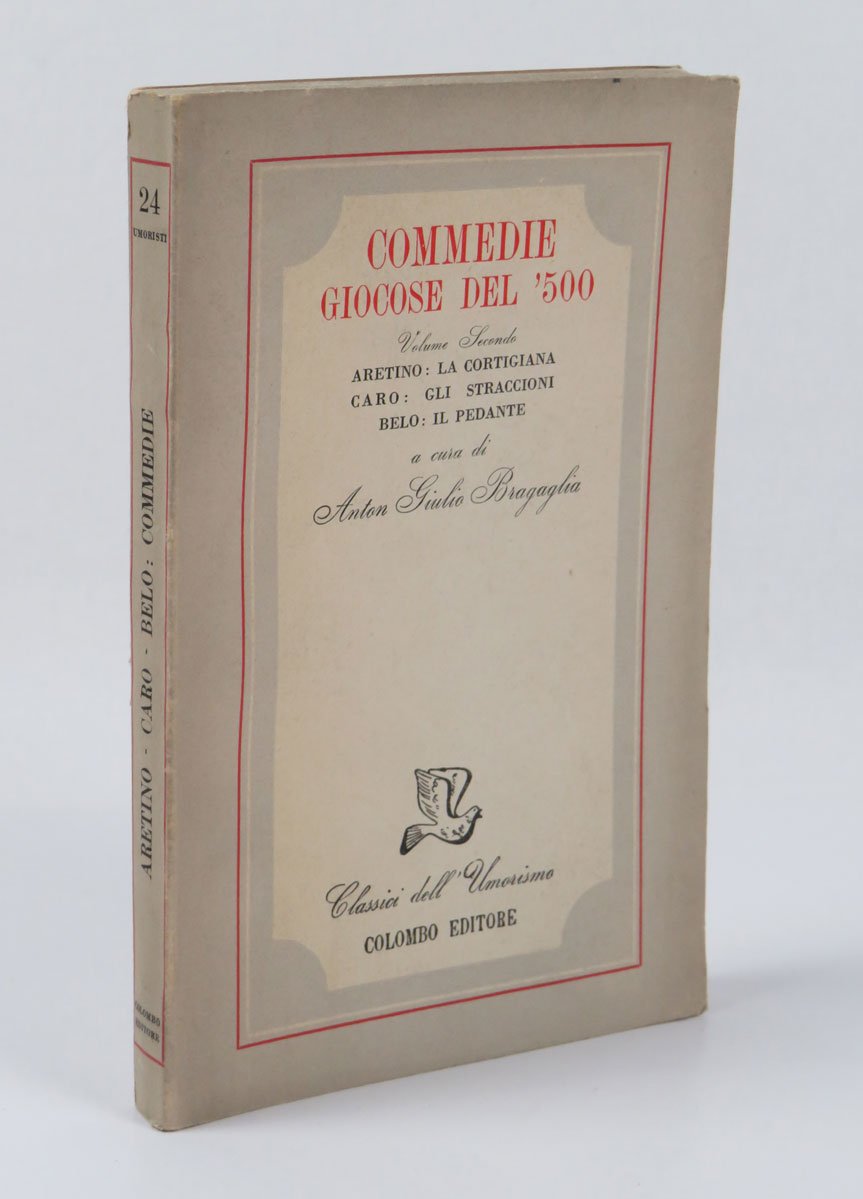 24
UMORISTI
ARETINO - CARO - BELO: COMMEDIE
COLOMBO
EDITORE
COMMEDIE
GIOCOSE DEL '500
Volume Secondo
ARETINO: LA CORTIGIANA
CARO: GLI STRACCIONI
BELO: IL PEDANTE
a cura di
Anton Giulio Bragaglia
Classici dell'Umorismo
COLOMBO EDITORE